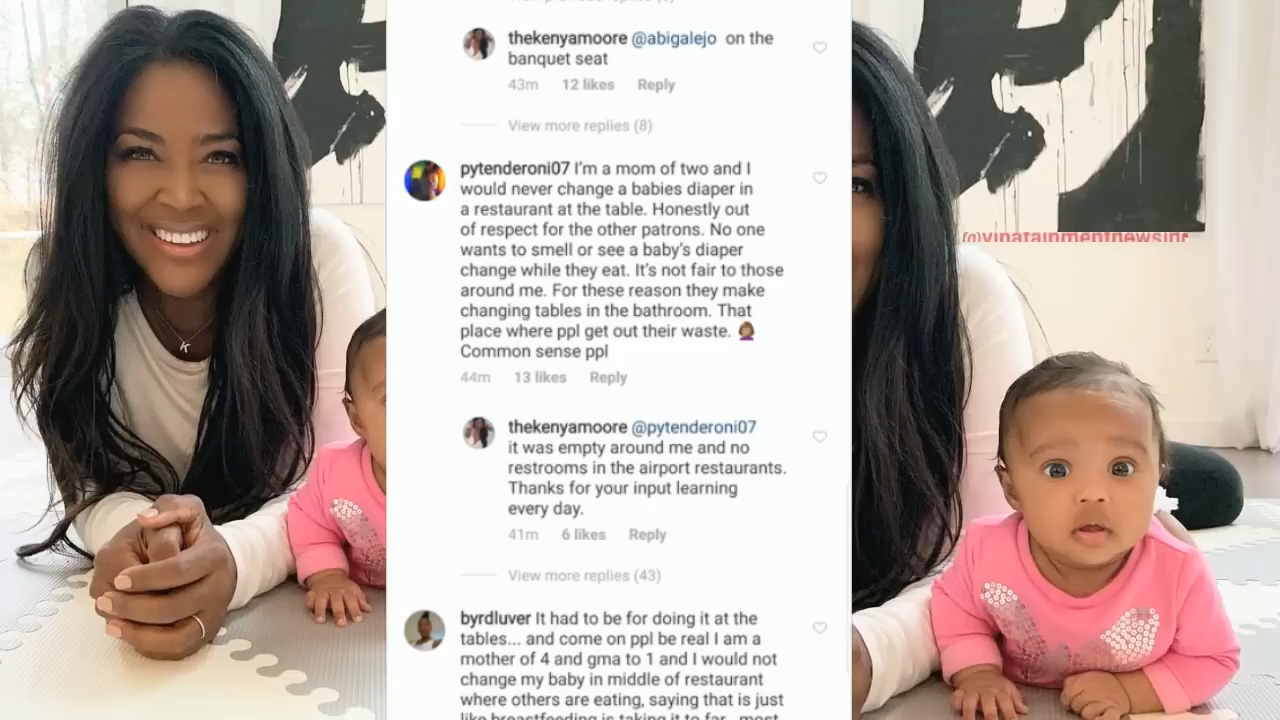 thekenyamoore @abigalejo on the
banquet seat
43m 12 likes Reply
View more replies (8)
pytenderoni07 I'm a mom of two and I
would never change a babies diaper in
a restaurant at the table. Honestly out
of respect for the other patrons. No one
wants to smell or see a baby's diaper
change while they eat. It's not fair to those
around me. For these reason they make
changing tables in the bathroom. That
place where ppl get out their waste. 🤦🏽‍♀️
Common sense ppl
44m 13 likes Reply
thekenyamoore @pytenderoni07
it was empty around me and no
restrooms in the airport restaurants.
Thanks for your input learning
every day.
41m 6 likes Reply
View more replies (43)
byrdluver It had to be for doing it at the
tables... and come on ppl be real I am a
mother of 4 and gma to 1 and I would not
change my baby in middle of restaurant
where others are eating, saying that is just
like breastfeeding is taking it to far
K